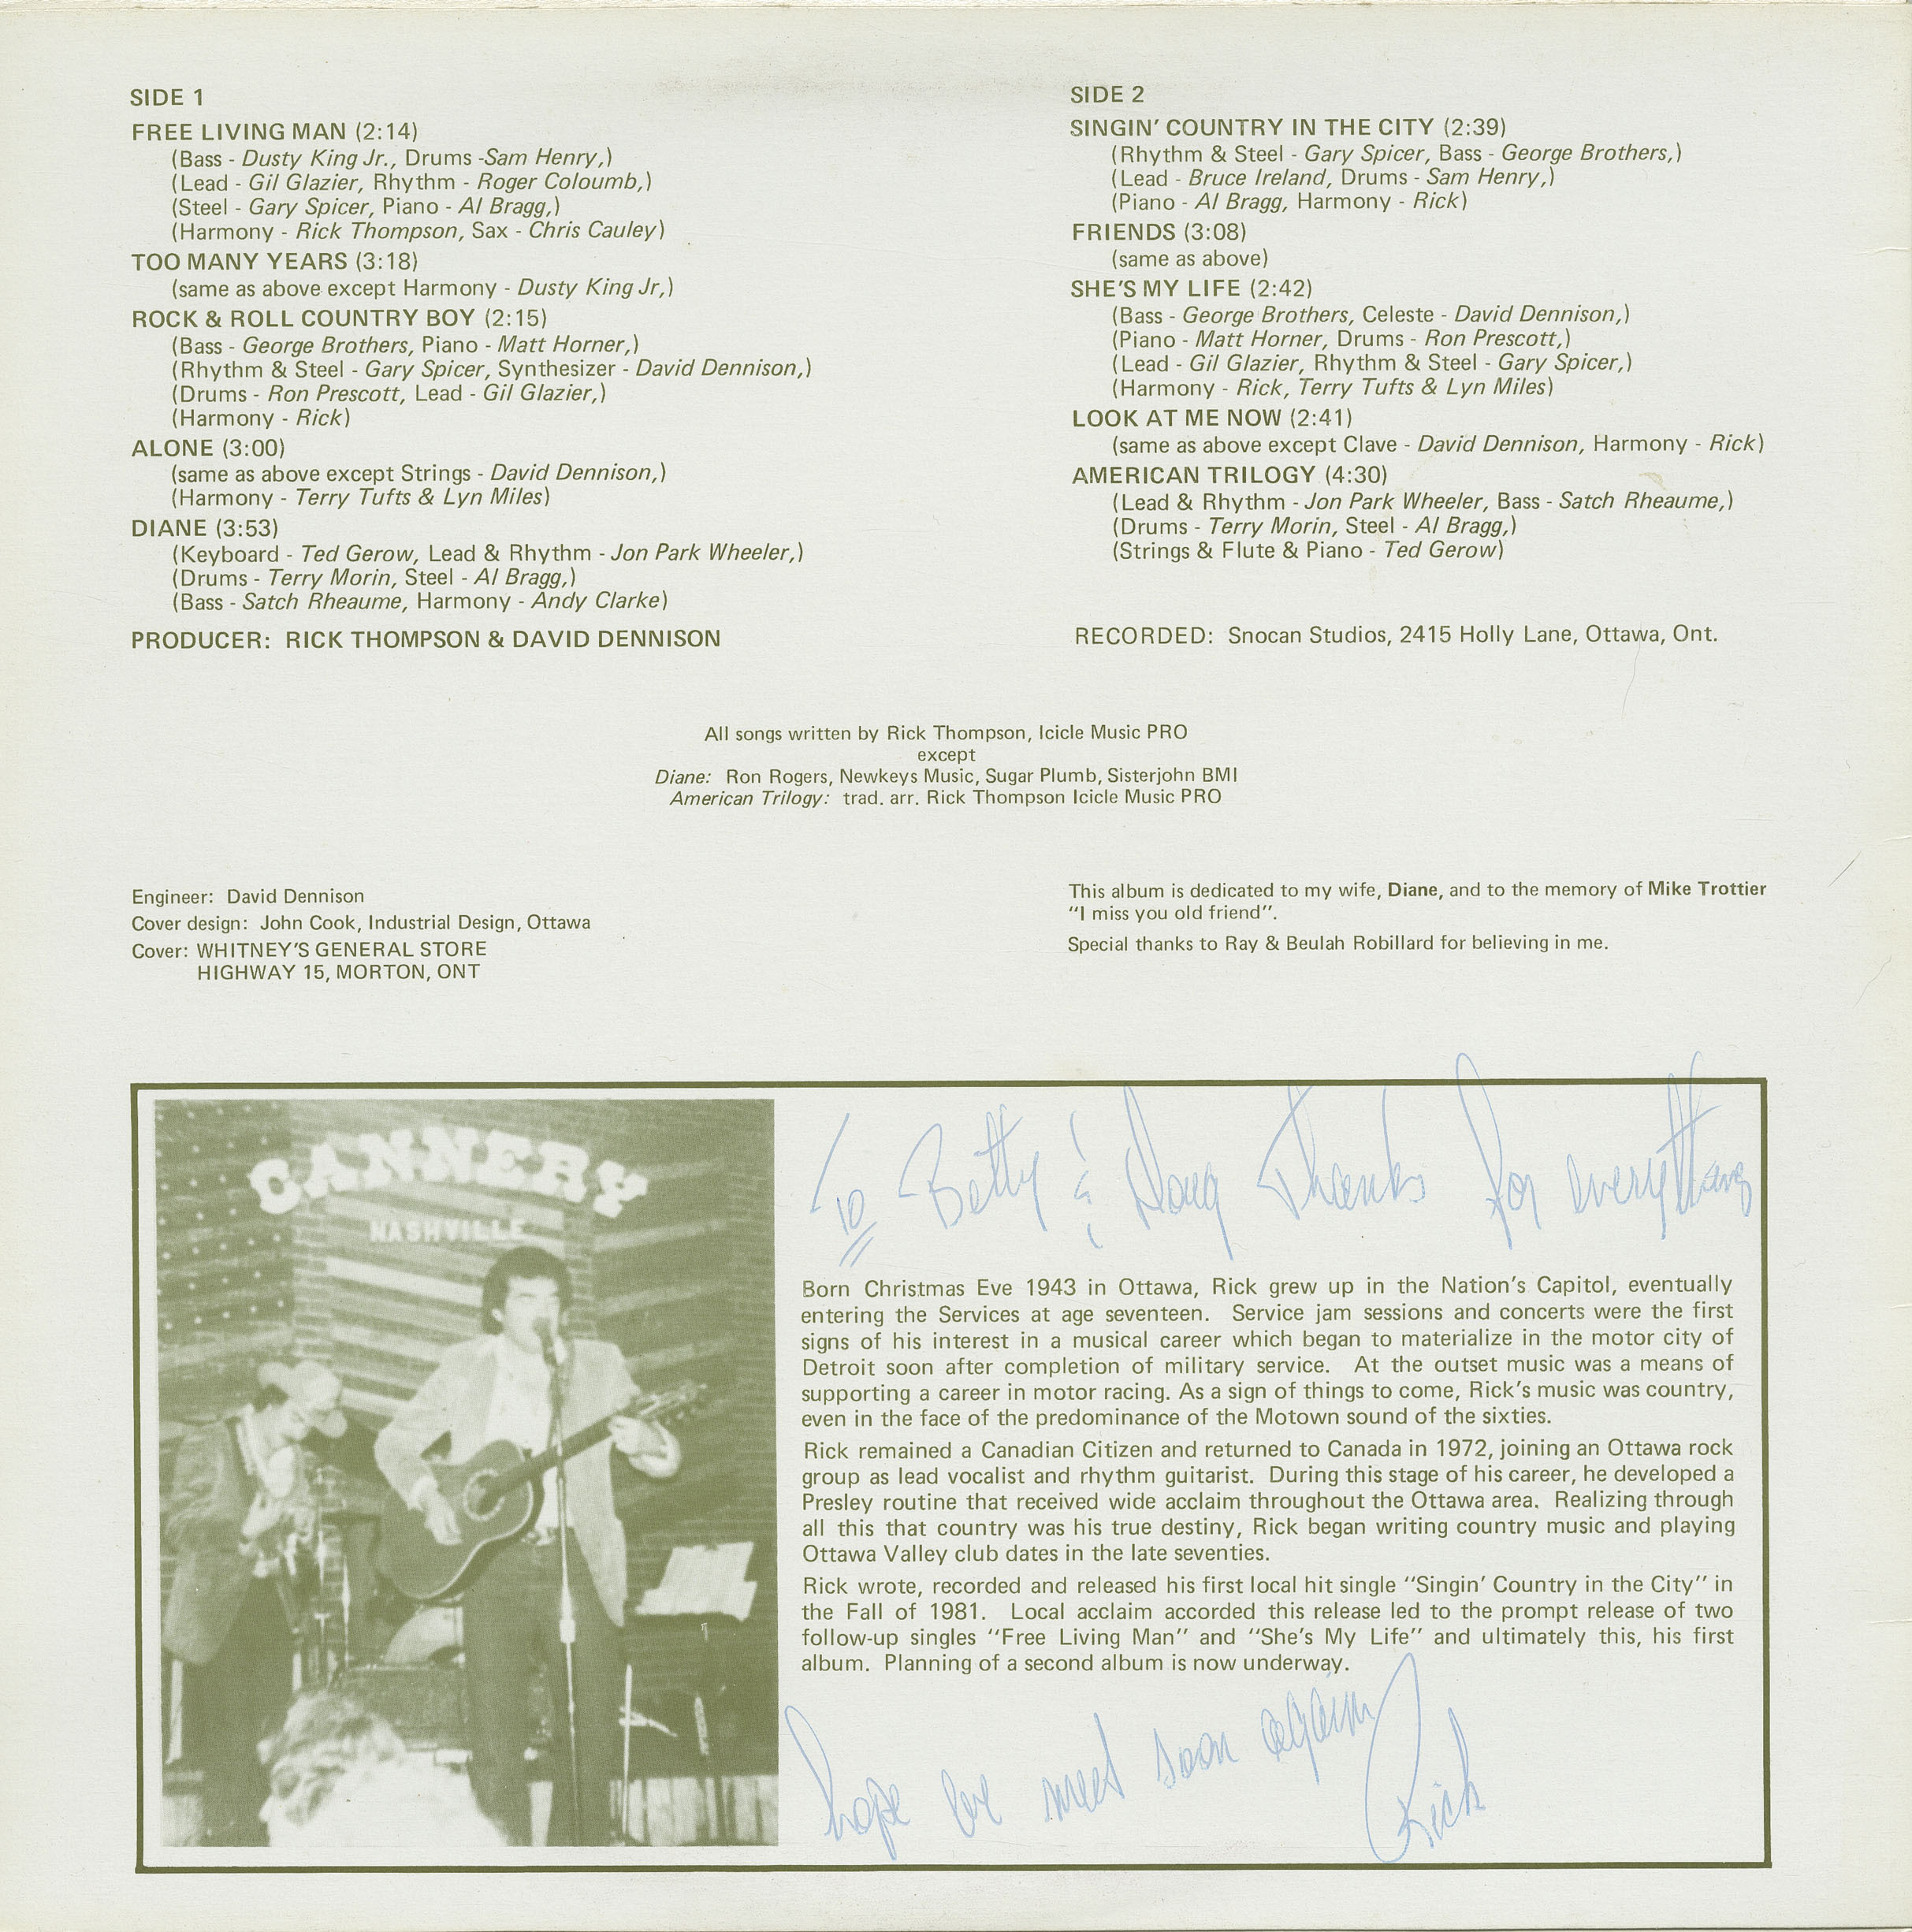 SIDE 1
FREE LIVING MAN (2:14)
(Bass - Dusty King Jr., Drums -Sam Henry,)
(Lead - Gil Glazier, Rhythm - Roger Coloumb,)
(Steel - Gary Spicer, Piano - Al Bragg,)
(Harmony - Rick Thompson, Sax - Chris Cauley)
TOO MANY YEARS (3:18)
(same as above except Harmony - Dusty King Jr,)
ROCK & ROLL COUNTRY BOY (2:15)
(Bass - George Brothers, Piano - Matt Horner,)
(Rhythm & Steel - Gary Spicer, Synthesizer - David Dennison,)
(Drums - Ron Prescott, Lead - Gil Glazier,)
(Harmony - Rick)
ALONE (3:00)
(same as above except Strings - David Dennison,)
(Harmony - Terry Tufts & Lyn Miles)
DIANE (3:53)
(Keyboard - Ted Gerow, Lead & Rhythm - Jon Park Wheeler,)
(Drums - Terry Morin, Steel - Al Bragg,)
(Bass - Satch Rheaume, Harmony - Andy Clarke)
PRODUCER: RICK THOMPSON & DAVID DENNISON
SIDE 2
SINGIN' COUNTRY IN THE CITY (2:39)
(Rhythm & Steel - Gary Spicer, Bass - George Brothers,)
(Lead - Bruce Ireland, Drums - Sam Henry,)
(Piano - Al Bragg, Harmony - Rick)
FRIENDS (3:08)
(same as above)
SHE'S MY LIFE (2:42)
(Bass - George Brothers, Celeste - David Dennison,)
(Piano - Matt Horner, Drums - Ron Prescott,)
(Lead - Gil Glazier, Rhythm & Steel - Gary Spicer,)
(Harmony - Rick, Terry Tufts & Lyn Miles)
LOOK AT ME NOW (2:41)
(same as above except Clave - David Dennison, Harmony - Rick)
AMERICAN TRILOGY (4:30)
(Lead & Rhythm - Jon Park Wheeler, Bass - Satch Rheaume,)
(Drums - Terry Morin, Steel - Al Bragg,)
(Strings & Flute & Piano - Ted Gerow)
RECORDED: Snocan Studios, 2415 Holly Lane, Ottawa, Ont.
All songs written by Rick Thompson, Icicle Music PRO
except
Diane: Ron Rogers, Newkeys Music, Sugar Plumb, Sisterjohn BMI
American Trilogy: trad. arr. Rick Thompson Icicle Music PRO
Engineer: David Dennison
Cover design: John Cook, Industrial Design, Ottawa
Cover: WHITNEY'S GENERAL STORE
HIGHWAY 15, MORTON, ONT
This album is dedicated to my wife, Diane, and to the memory of Mike Trottier
"I miss you old friend".
Special thanks to Ray & Beulah Robillard for believing in me.
CANNERY
NASHVILLE
To Betty & Doug Thanks for everything
Born Christmas Eve 1943 in Ottawa, Rick grew up in the Nation's Capitol, eventually
entering the Services at age seventeen. Service jam sessions and concerts were the first
signs of his interest in a musical career which began to materialize in the motor city of
Detroit soon after completion of military service. At the outset music was a means of
supporting a career in motor racing. As a sign of things to come, Rick's music was country,
even in the face of the predominance of the Motown sound of the sixties.
Rick remained a Canadian Citizen and returned to Canada in 1972, joining an Ottawa rock
group as lead vocalist and rhythm guitarist. During this stage of his career, he developed a
Presley routine that received wide acclaim throughout the Ottawa area. Realizing through
all this that country was his true destiny, Rick began writing country music and playing
Ottawa Valley club dates in the late seventies.
Rick wrote, recorded and released his first local hit single "Singin' Country in the City" in
the Fall of 1981. Local acclaim accorded this release led to the prompt release of two
follow-up singles "Free Living Man" and "She's My Life" and ultimately this, his first
album. Planning of a second album is now underway.
hope we meet soon again
Rick